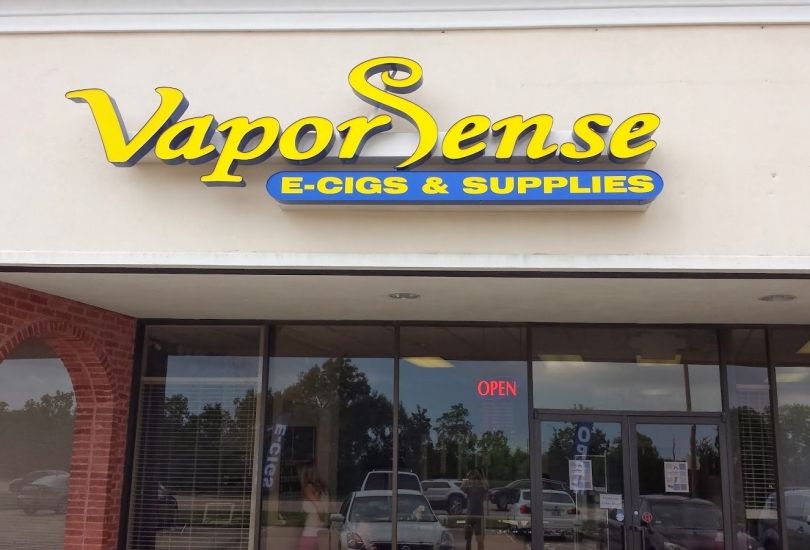 VaporSense
E-CIGS & SUPPLIES
OPEN
E-CIGS